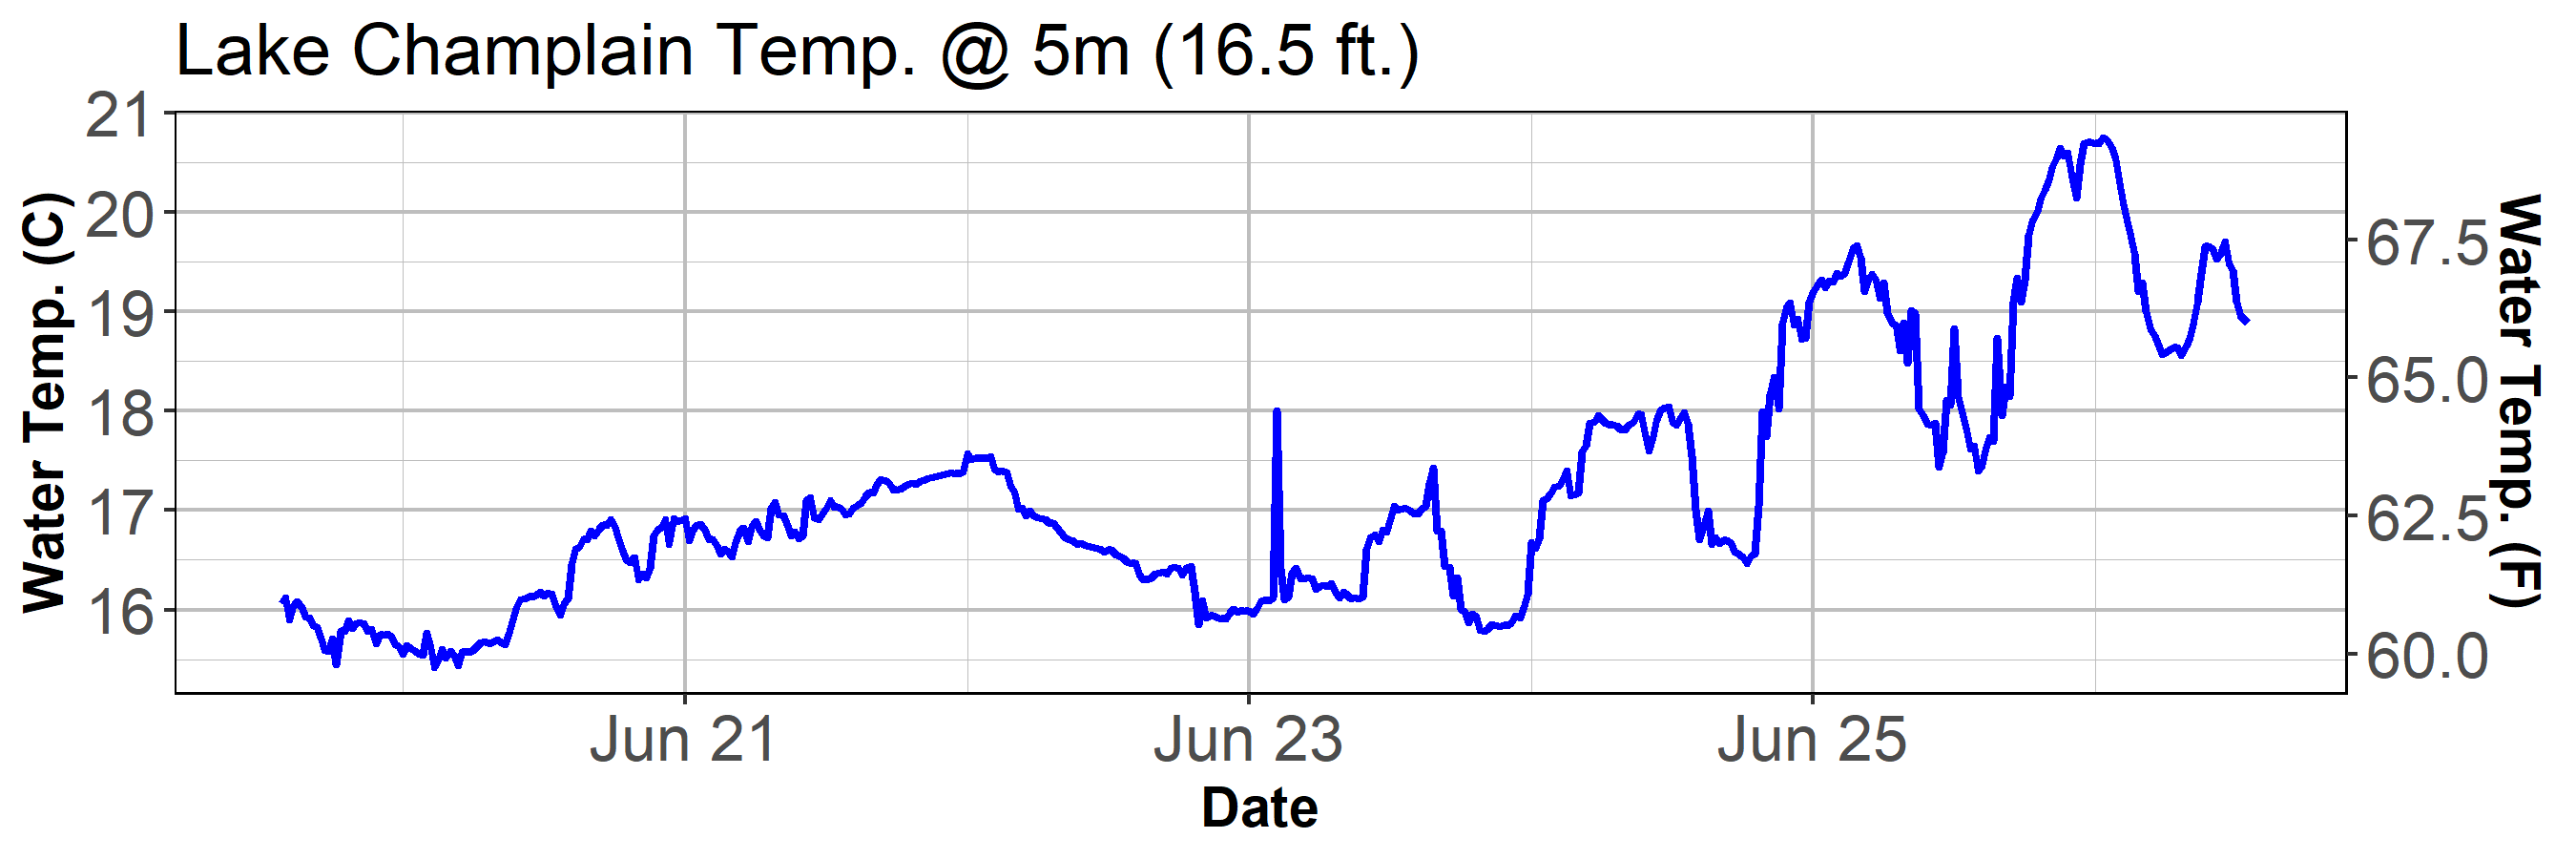 Lake Champlain Temp. @ 5m (16.5 ft.)
Water Temp. (C)
21
20
19
18
17
16
67.5
65.0
62.5
60.0
Water Temp. (F)
Jun 21
Jun 23
Jun 25
Date